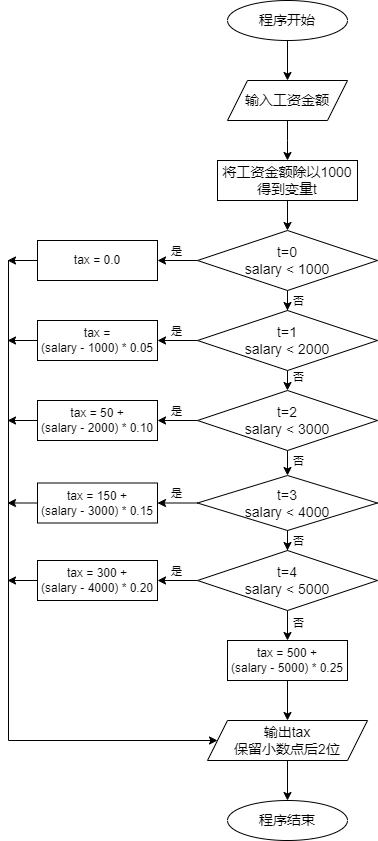 程序开始
输入工资金额
将工资金额除以1000
得到变量t
t=0
salary < 1000
是
tax = 0.0
否
t=1
salary < 2000
是
tax =
(salary - 1000) * 0.05
否
t=2
salary < 3000
是
tax = 50 +
(salary - 2000) * 0.10
否
t=3
salary < 4000
是
tax = 150 +
(salary - 3000) * 0.15
否
t=4
salary < 5000
是
tax = 300 +
(salary - 4000) * 0.20
否
tax = 500 +
(salary - 5000) * 0.25
输出tax
保留小数点后2位
程序结束